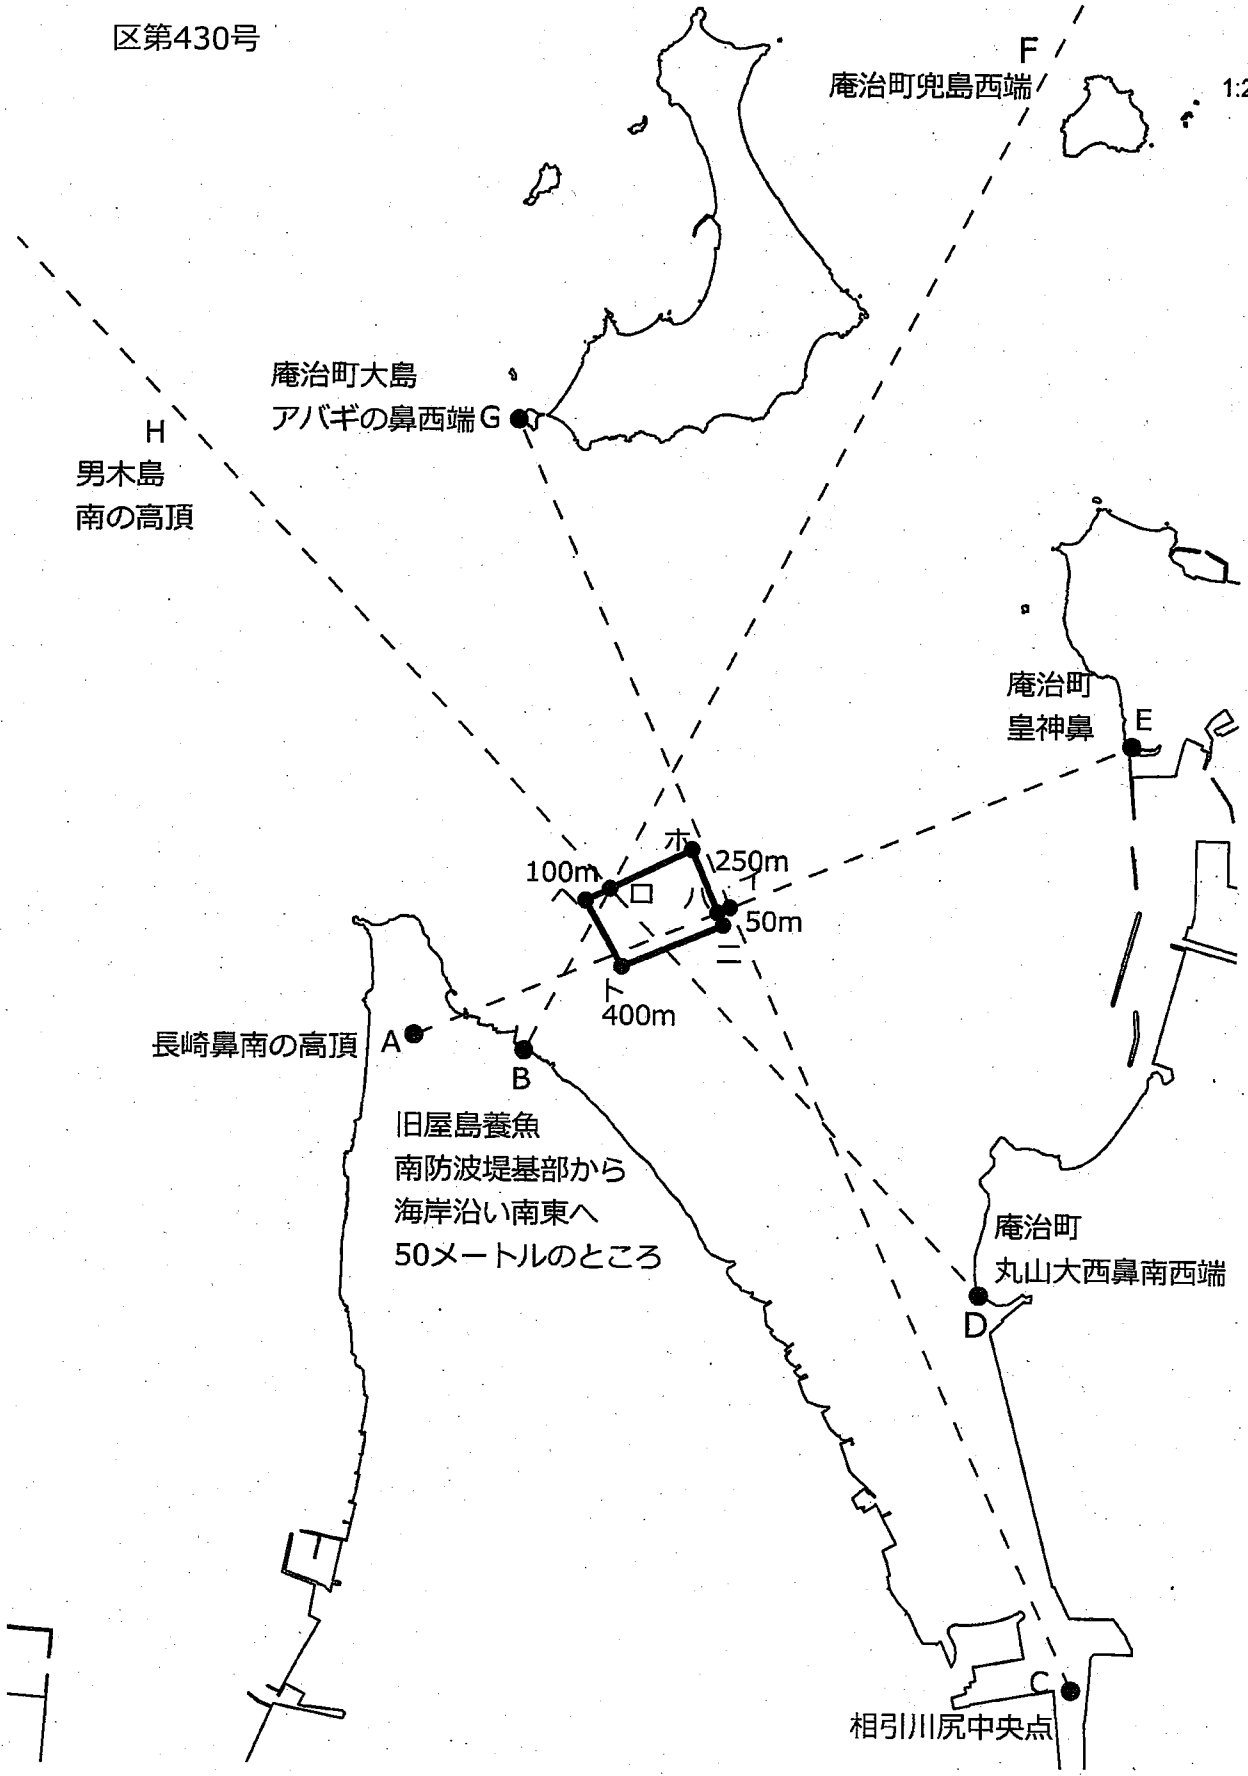 区第430号
F
庵治町兜島西端
1:2
庵治町大島
アバギの鼻西端G
H
男木島
南の高頂
庵治町
皇神鼻
E
ホ
250m
100m
ヘ
ロ
ハ
イ
50m
ニ
ト
400m
長崎鼻南の高頂
A
B
旧屋島養魚
南防波堤基部から
海岸沿い南東へ
50メートルのところ
庵治町
丸山大西鼻南西端
D
C
相引川尻中央点